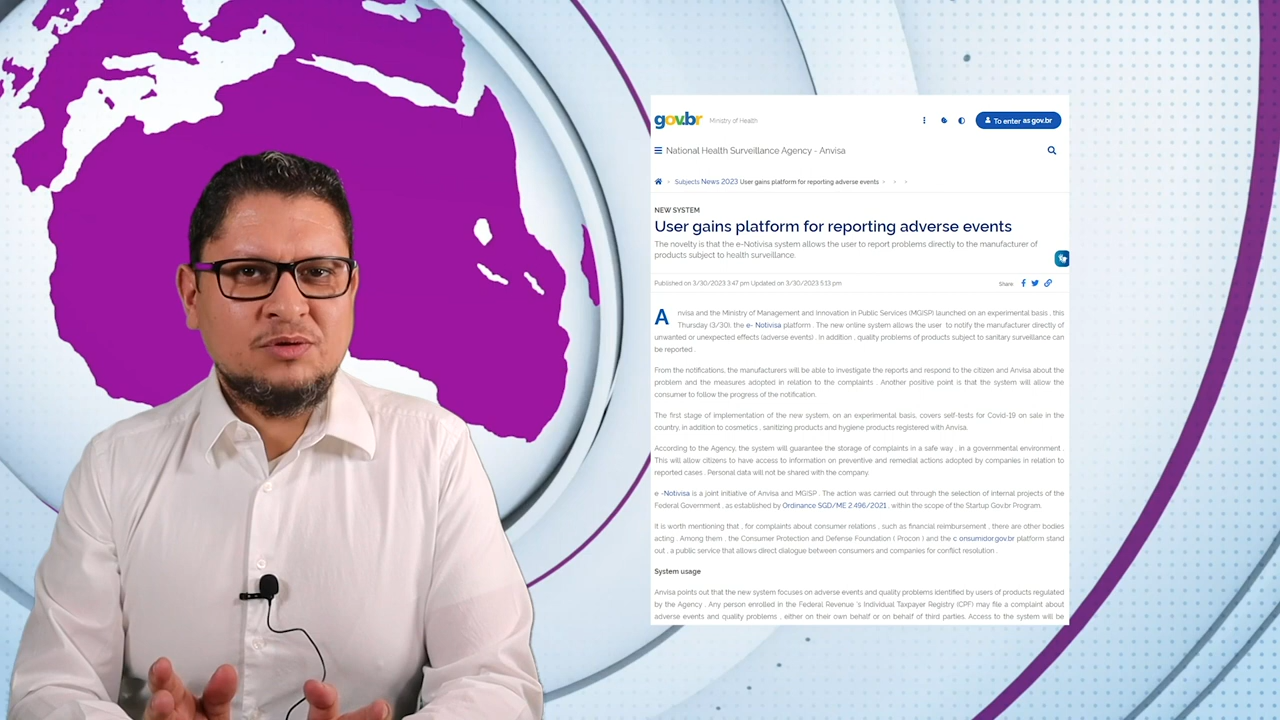 gov.br Ministry of Health To enter as gov.br
National Health Surveillance Agency - Anvisa
Subjects News 2023 User gains platform for reporting adverse events
NEW SYSTEM
User gains platform for reporting adverse events
The novelty is that the e-Notivisa system allows the user to report problems directly to the manufacturer of
products subject to health surveillance.
Published on 3/30/2023 3:47 pm Updated on 3/30/2023 5:13 pm Share
A nvisa and the Ministry of Management and Innovation in Public Services (MGISP) launched on an experimental basis , this
Thursday (3/30), the e- Notivisa platform . The new online system allows the user to notify the manufacturer directly of
unwanted or unexpected effects (adverse events) . In addition , quality problems of products subject to sanitary surveillance can
be reported .
From the notifications, the manufacturers will be able to investigate the reports and respond to the citizen and Anvisa about the
problem and the measures adopted in relation to the complaints . Another positive point is that the system will allow the
consumer to follow the progress of the notification.
The first stage of implementation of the new system, on an experimental basis, covers self-tests for Covid-19 on sale in the
country, in addition to cosmetics , sanitizing products and hygiene products registered with Anvisa.
According to the Agency, the system will guarantee the storage of complaints in a safe way , in a governmental environment .
This will allow citizens to have access to information on preventive and remedial actions adopted by companies in relation to
reported cases . Personal data will not be shared with the company.
e -Notivisa is a joint initiative of Anvisa and MGISP . The action was carried out through the selection of internal projects of the
Federal Government , as established by Ordinance SGD/ME 2.496/2021 , within the scope of the Startup Gov.br Program.
It is worth mentioning that , for complaints about consumer relations , such as financial reimbursement , there are other bodies
acting . Among them , the Consumer Protection and Defense Foundation ( Procon ) and the c onsumidor.gov.br platform stand
out , a public service that allows direct dialogue between consumers and companies for conflict resolution .
System usage
Anvisa points out that the new system focuses on adverse events and quality problems identified by users of products regulated
by the Agency . Any person enrolled in the Federal Revenue 's Individual Taxpayer Registry (CPF) may file a complaint about
adverse events and quality problems , either on their own behalf or on behalf of third parties. Access to the system will be